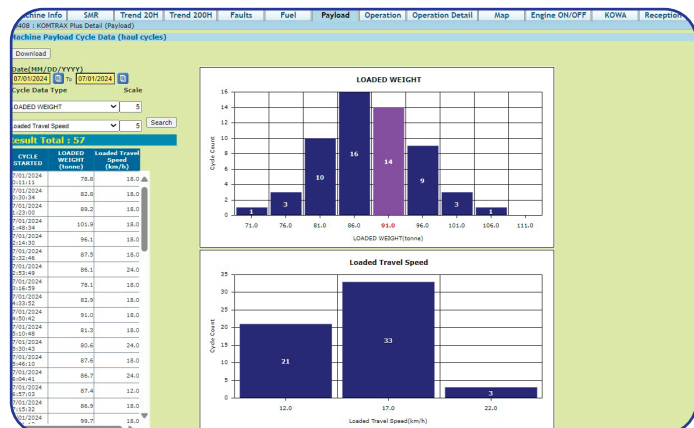 chine Info SMR Trend 20H Trend 200H Faults Fuel Payload Operation Operation Detail Map Engine ON/OFF KOWA Reception
408 : KOMTRAX Plus Detail (Payload)
Machine Payload Cycle Data (haul cycles)
Download
Date(MM/DD/YYYY)
07/01/2024 To 07/01/2024
Cycle Data Type Scale
LOADED WEIGHT 5
Loaded Travel Speed 5 Search
Result Total : 57
CYCLE STARTED LOADED WEIGHT (tonne) Loaded Travel Speed (km/h)
7/01/2024
0:11:11 78.8 18.0
7/01/2024
0:30:34 82.8 18.0
7/01/2024
1:23:00 89.2 18.0
7/01/2024
1:48:34 101.9 18.0
7/01/2024
2:14:30 96.1 18.0
7/01/2024
2:32:46 87.5 18.0
7/01/2024
2:53:49 86.1 24.0
7/01/2024
3:16:59 78.1 18.0
7/01/2024
4:33:52 82.9 18.0
7/01/2024
4:50:42 91.0 18.0
7/01/2024
5:10:48 81.3 18.0
7/01/2024
5:30:43 80.6 24.0
7/01/2024
5:46:10 87.6 18.0
7/01/2024
6:04:41 86.7 24.0
7/01/2024
6:57:03 87.4 12.0
7/01/2024
7:15:32 86.9 18.0
7/01/2024
98.7 18.0
LOADED WEIGHT
Cycle Count
16
14
12
10
8
6
4
2
0
1 3 10 16 14 9 3 1
71.0 76.0 81.0 86.0 91.0 96.0 101.0 106.0 111.0
LOADED WEIGHT(tonne)
Loaded Travel Speed
Cycle Count
35
30
25
20
15
10
5
0
21 33 3
12.0 17.0 22.0
Loaded Travel Speed(km/h)